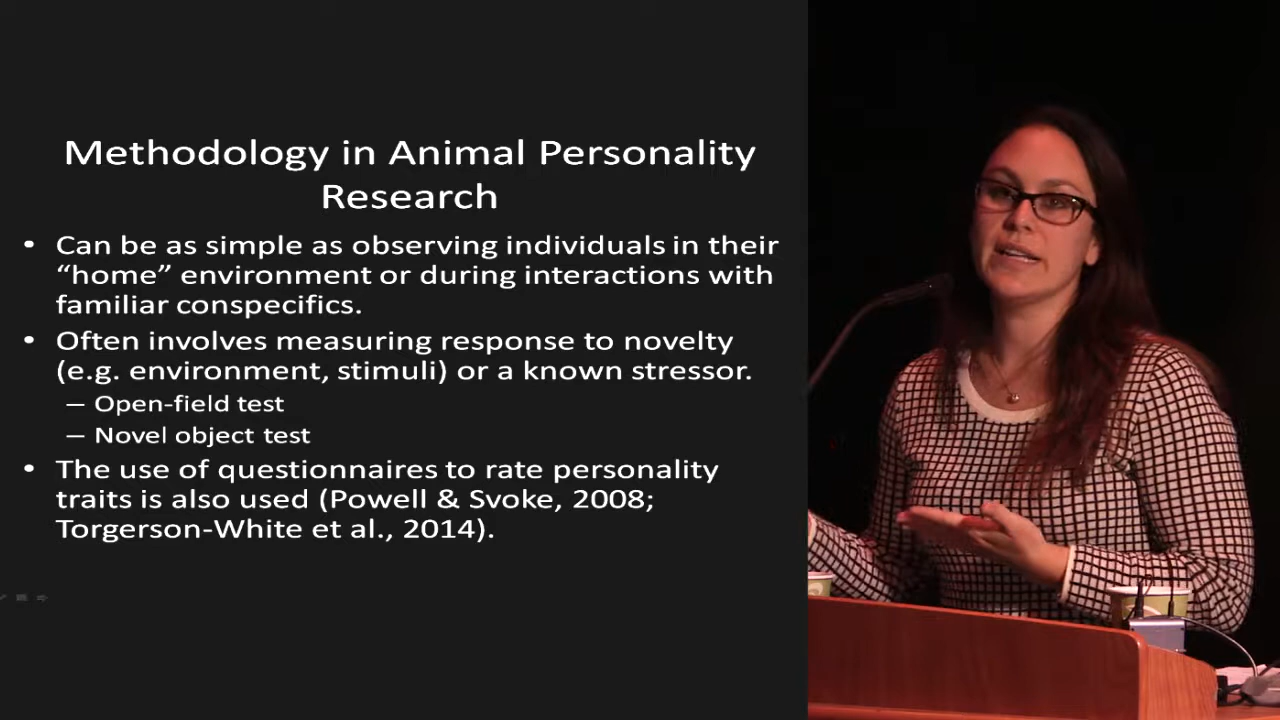 Methodology in Animal Personality
Research
• Can be as simple as observing individuals in their
“home” environment or during interactions with
familiar conspecifics.
• Often involves measuring response to novelty
(e.g. environment, stimuli) or a known stressor.
– Open-field test
– Novel object test
• The use of questionnaires to rate personality
traits is also used (Powell & Svoke, 2008;
Torgerson-White et al., 2014).